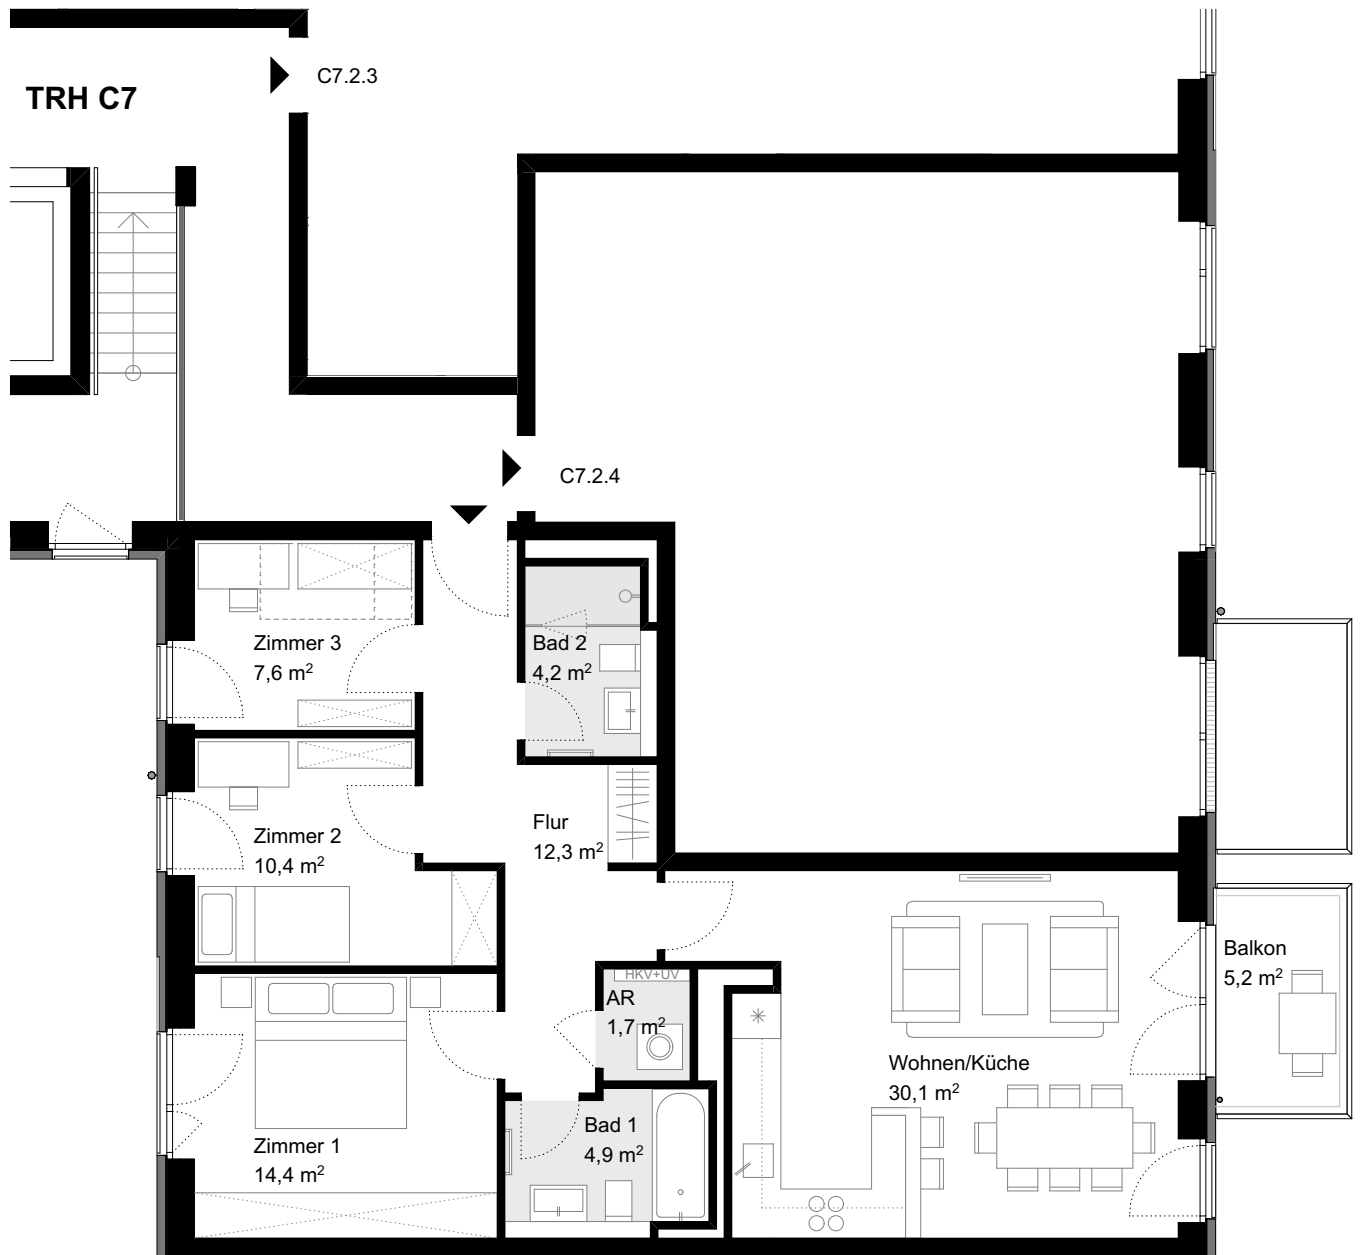 C7.2.3
TRH C7
C7.2.4
Zimmer 3
7,6 m²
Bad 2
4,2 m²
Zimmer 2
10,4 m²
Flur
12,3 m²
Balkon
5,2 m²
HKV+UV
AR
1,7 m²
Wohnen/Küche
30,1 m²
Zimmer 1
14,4 m²
Bad 1
4,9 m²